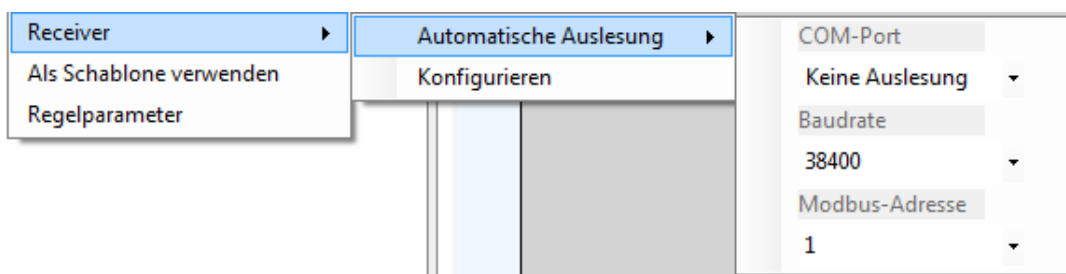 Receiver
Als Schablone verwenden
Regelparameter
Automatische Auslesung
Konfigurieren
COM-Port
Keine Auslesung
Baudrate
38400
Modbus-Adresse
1